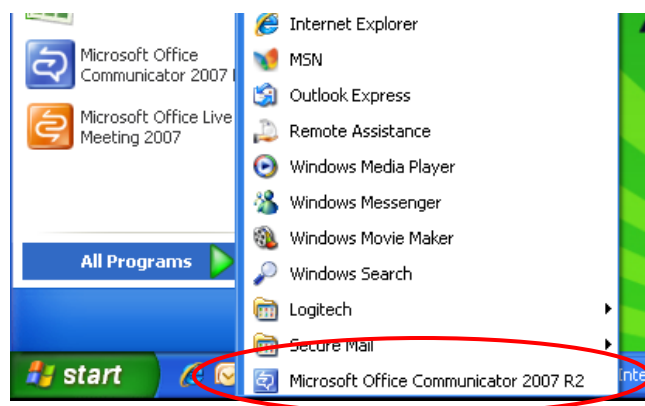 Microsoft Office
Communicator 2007
Microsoft Office Live
Meeting 2007
All Programs
start
Internet Explorer
MSN
Outlook Express
Remote Assistance
Windows Media Player
Windows Messenger
Windows Movie Maker
Windows Search
Logitech
Secure Mail
Microsoft Office Communicator 2007 R2
Inte